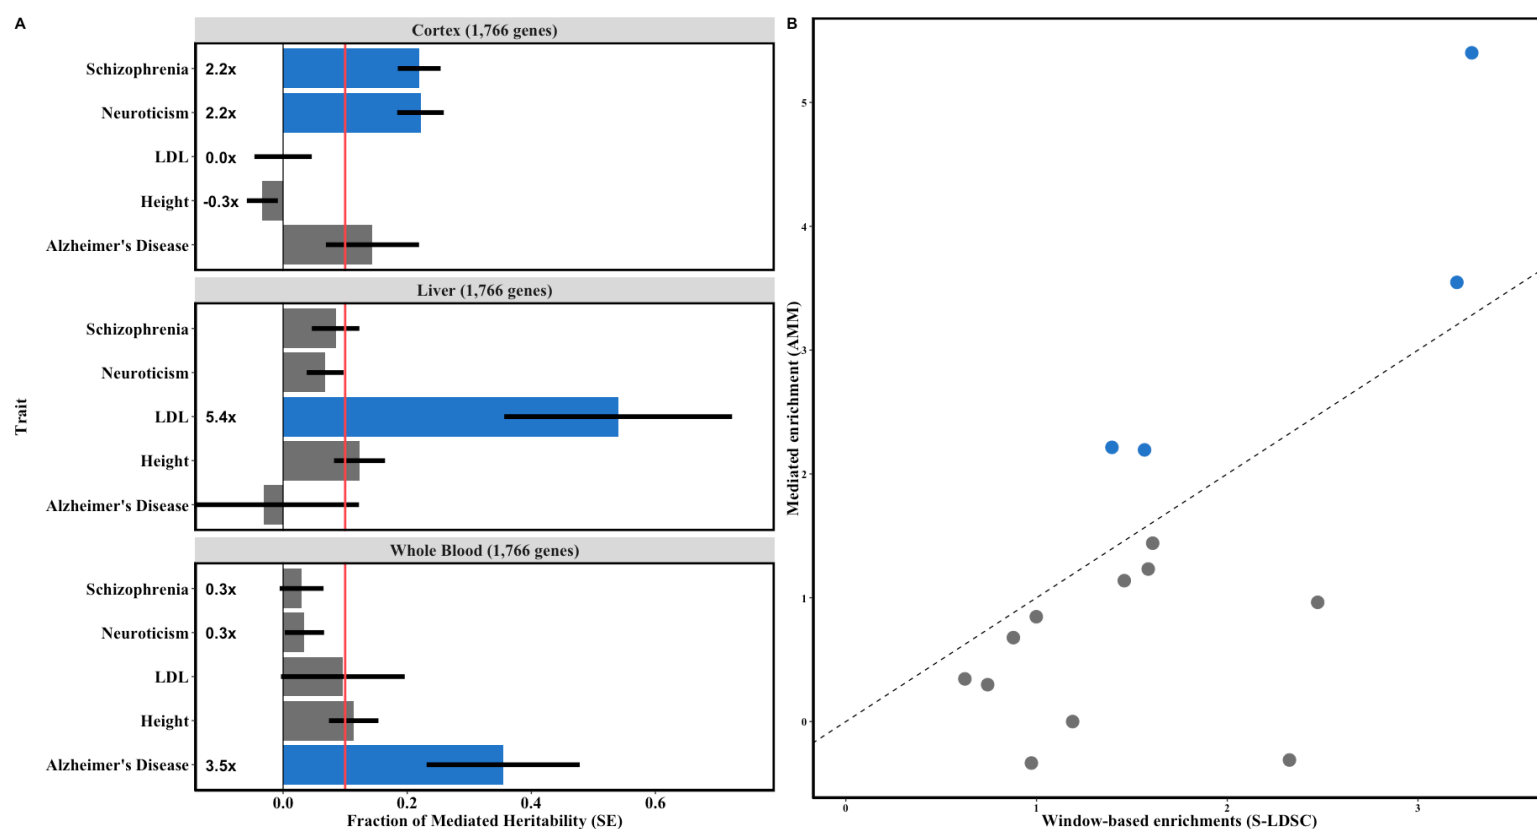 A
Cortex (1,766 genes)
Schizophrenia 2.2x
Neuroticism 2.2x
LDL 0.0x
Height -0.3x
Alzheimer's Disease
Liver (1,766 genes)
Schizophrenia
Neuroticism
LDL 5.4x
Height
Alzheimer's Disease
Whole Blood (1,766 genes)
Schizophrenia 0.3x
Neuroticism 0.3x
LDL
Height
Alzheimer's Disease 3.5x
0.0 0.2 0.4 0.6
Fraction of Mediated Heritability (SE)
Trait
B
5
4
3
2
1
0
Mediated enrichment (AMM)
0 1 2 3
Window-based enrichments (S-LDSC)